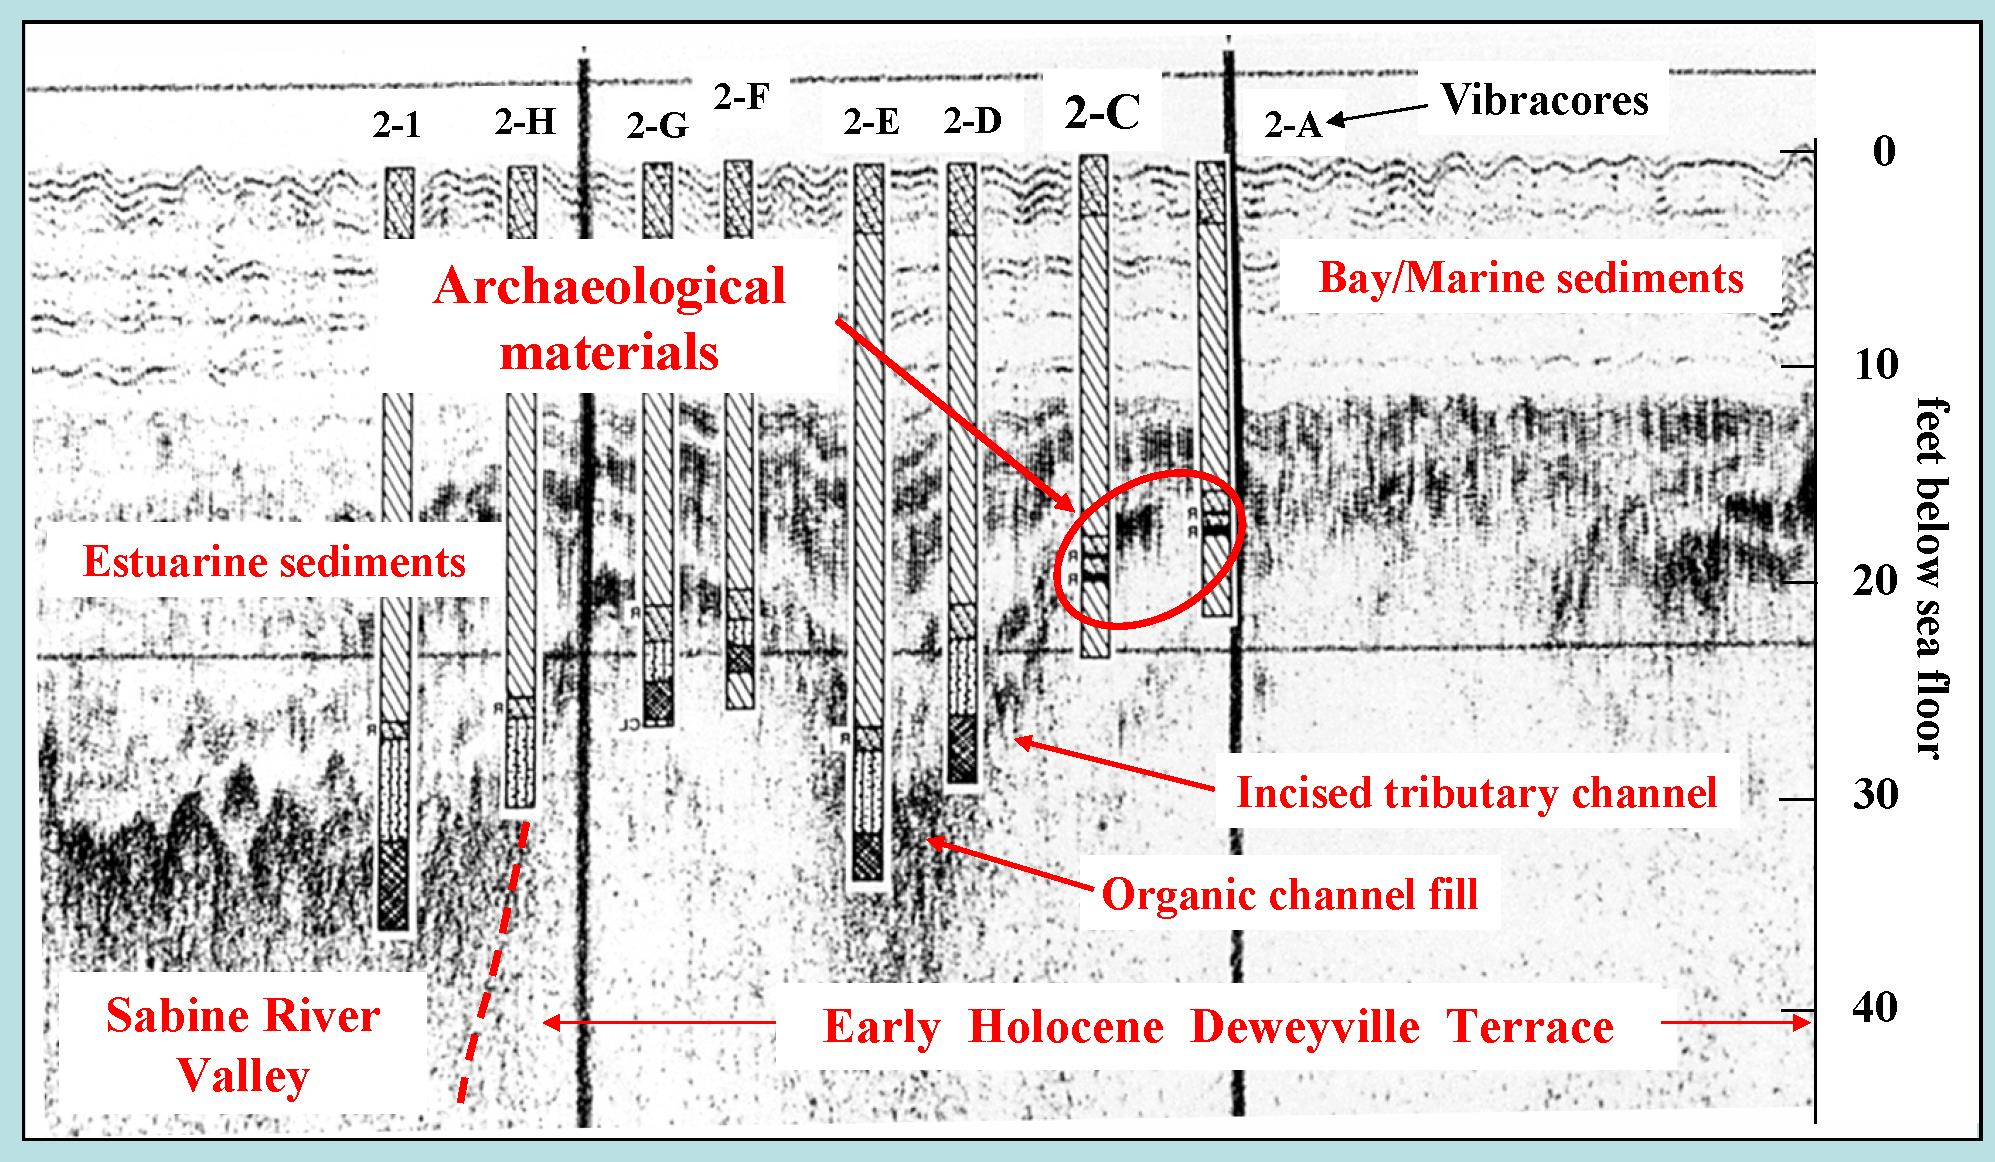 2-1
2-H
2-G
2-F
2-E
2-D
2-C
2-A
Vibracores
0
Archaeological
materials
Bay/Marine sediments
10
Estuarine sediments
20
feet below sea floor
R
R
R
R
R
R
R
R
CL
Incised tributary channel
30
Organic channel fill
Sabine River
Valley
Early Holocene Deweyville Terrace
40